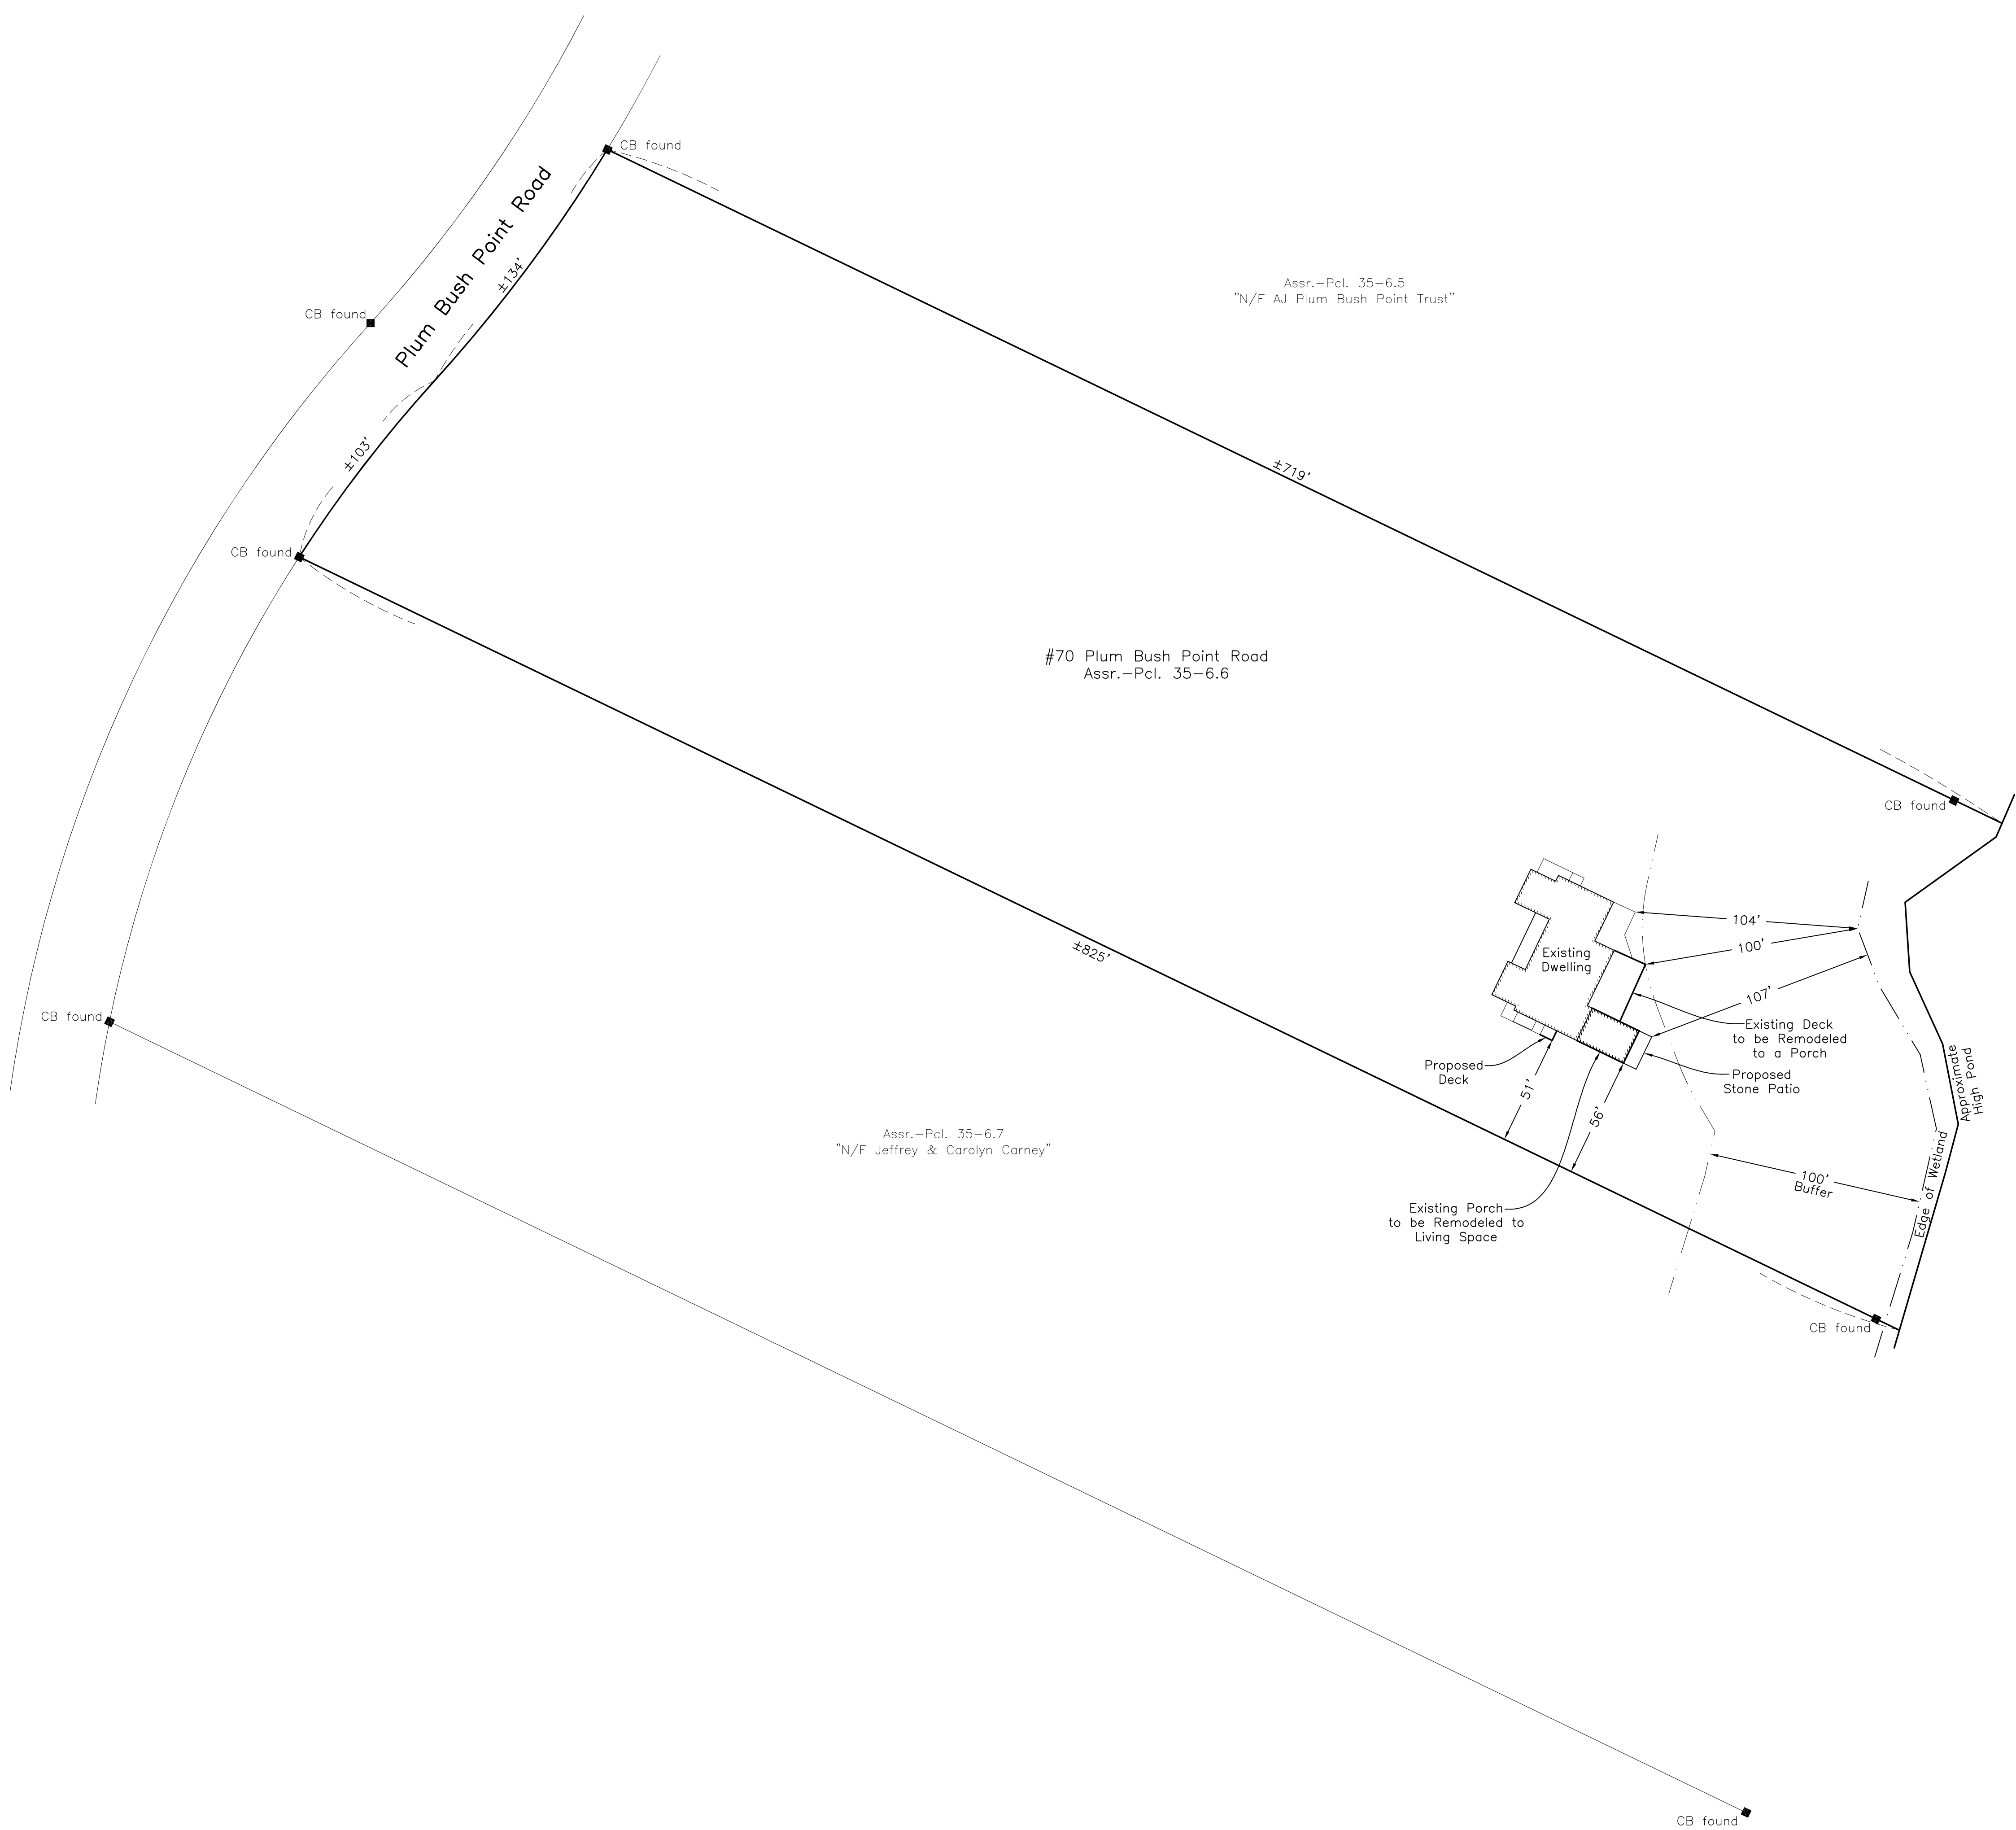 CB found
Plum Bush Point Road
±134'
Assr.-Pcl. 35-6.5
"N/F AJ Plum Bush Point Trust"
CB found
±103'
±719'
CB found
#70 Plum Bush Point Road
Assr.-Pcl. 35-6.6
CB found
±825'
104'
100'
Existing
Dwelling
107'
CB found
Existing Deck
to be Remodeled
to a Porch
Proposed
Deck
Proposed
Stone Patio
51'
56'
Approximate
High Pond
Assr.-Pcl. 35-6.7
"N/F Jeffrey & Carolyn Carney"
100'
Buffer
Edge of Wetland
Existing Porch
to be Remodeled to
Living Space
CB found
CB found